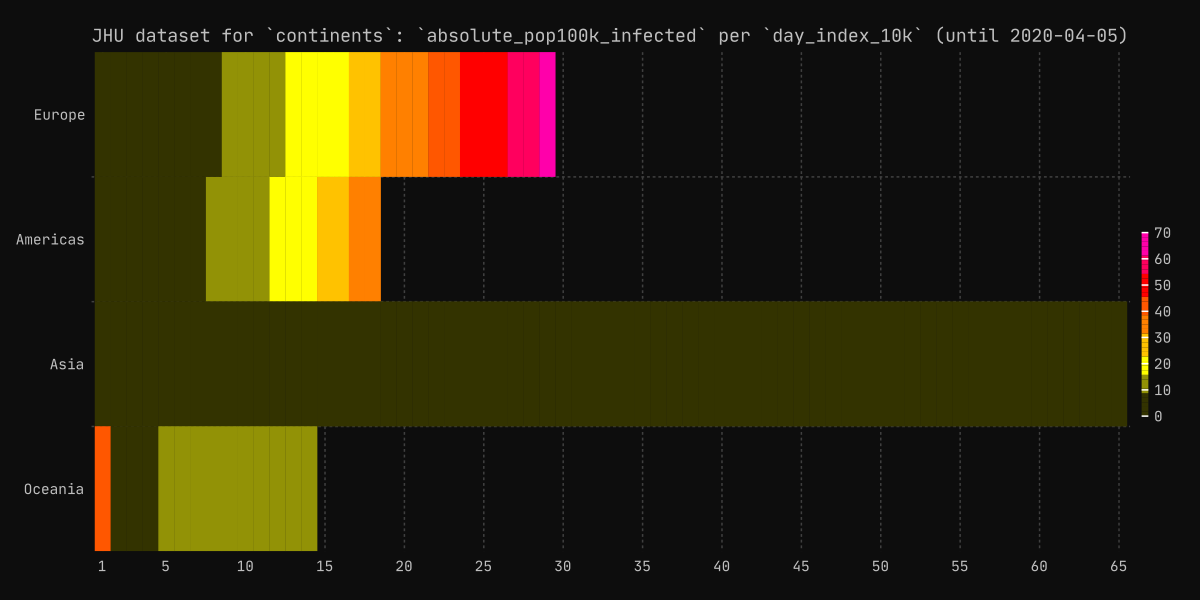 JHU dataset for `continents`: `absolute_pop100k_infected` per `day_index_10k` (until 2020-04-05)
Europe
Americas
Asia
Oceania
70
60
50
40
30
20
10
0
1 5 10 15 20 25 30 35 40 45 50 55 60 65